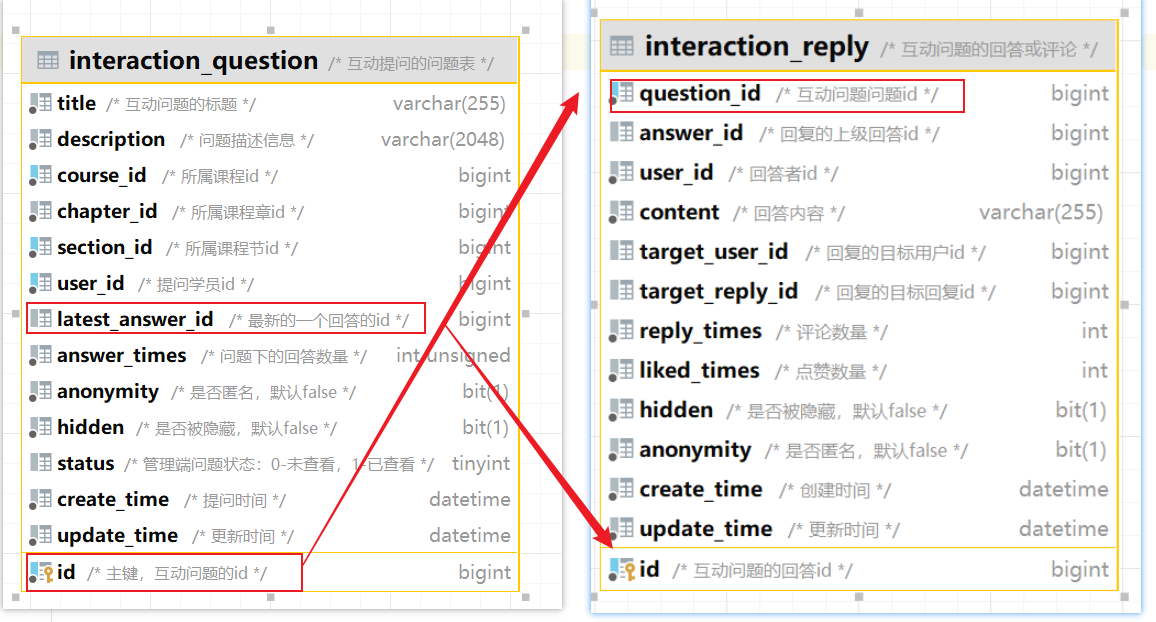 interaction_question /* 互动提问的问题表 */
title /* 互动问题的标题 */ varchar(255)
description /* 问题描述信息 */ varchar(2048)
course_id /* 所属课程id */ bigint
chapter_id /* 所属课程章id */ bigint
section_id /* 所属课程节id */ bigint
user_id /* 提问学员id */ bigint
latest_answer_id /* 最新的一个回答的id */ bigint
answer_times /* 问题下的回答数量 */ int unsigned
anonymity /* 是否匿名，默认false */ bit(1)
hidden /* 是否被隐藏，默认false */ bit(1)
status /* 管理端问题状态：0-未查看，1-已查看 */ tinyint
create_time /* 提问时间 */ datetime
update_time /* 更新时间 */ datetime
id /* 主键，互动问题的id */ bigint
interaction_reply /* 互动问题的回答或评论 */
question_id /* 互动问题问题id */ bigint
answer_id /* 回复的上级回答id */ bigint
user_id /* 回答者id */ bigint
content /* 回答内容 */ varchar(255)
target_user_id /* 回复的目标用户id */ bigint
target_reply_id /* 回复的目标回复id */ bigint
reply_times /* 评论数量 */ int
liked_times /* 点赞数量 */ int
hidden /* 是否被隐藏，默认false */ bit(1)
anonymity /* 是否匿名，默认false */ bit(1)
create_time /* 创建时间 */ datetime
update_time /* 更新时间 */ datetime
id /* 互动问题的回答id */ bigint